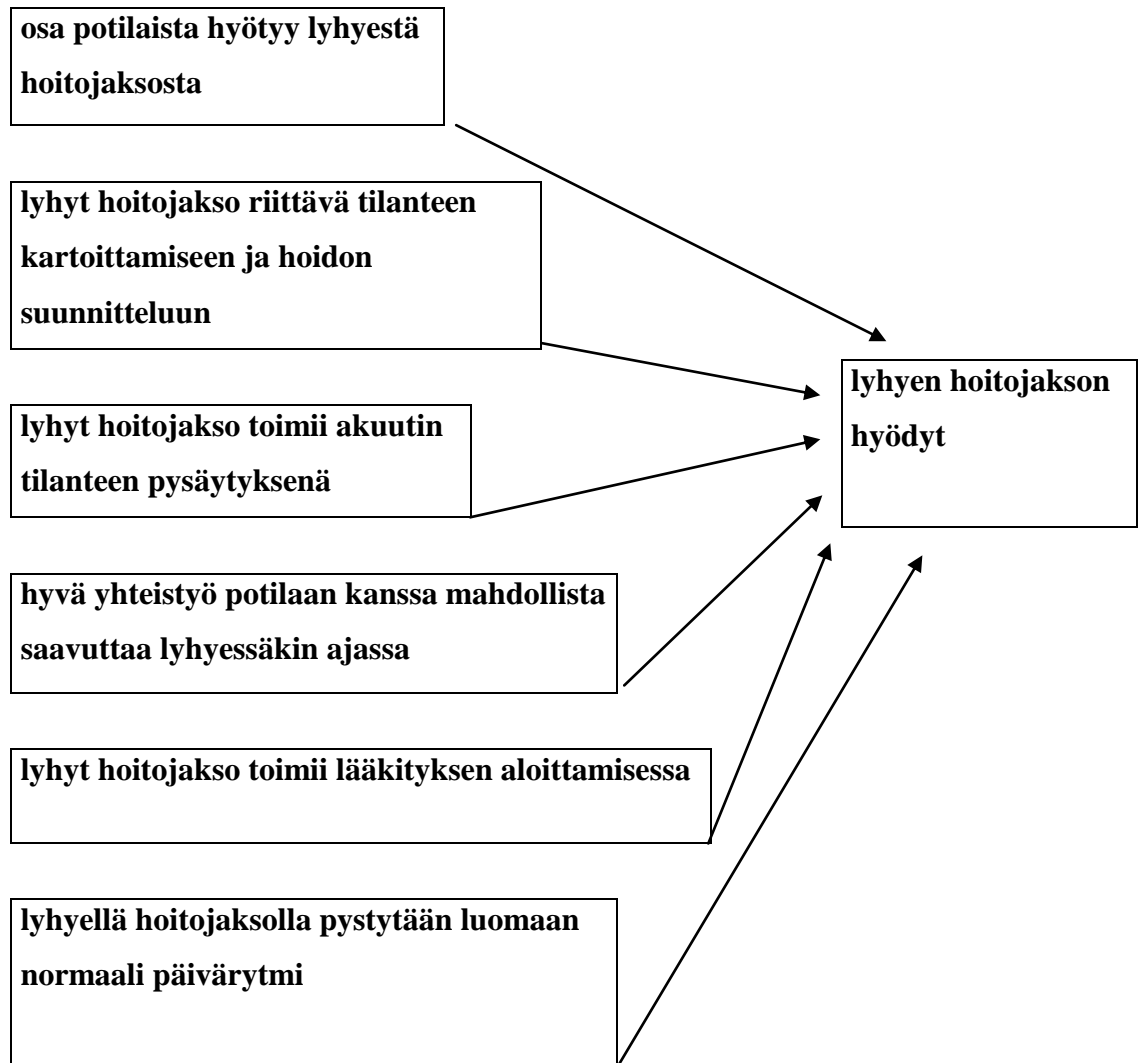 osa potilaista hyötyy lyhyestä
hoitojaksosta
lyhyt hoitojakso riittävä tilanteen
kartoittamiseen ja hoidon
suunnitteluun
lyhyt hoitojakso toimii akuutin
tilanteen pysäytyksenä
hyvä yhteistyö potilaan kanssa mahdollista
saavuttaa lyhyessäkin ajassa
lyhyt hoitojakso toimii lääkityksen aloittamisessa
lyhyellä hoitojaksolla pystytään luomaan
normaali päivärytmi
lyhyen hoitojakson
hyödyt